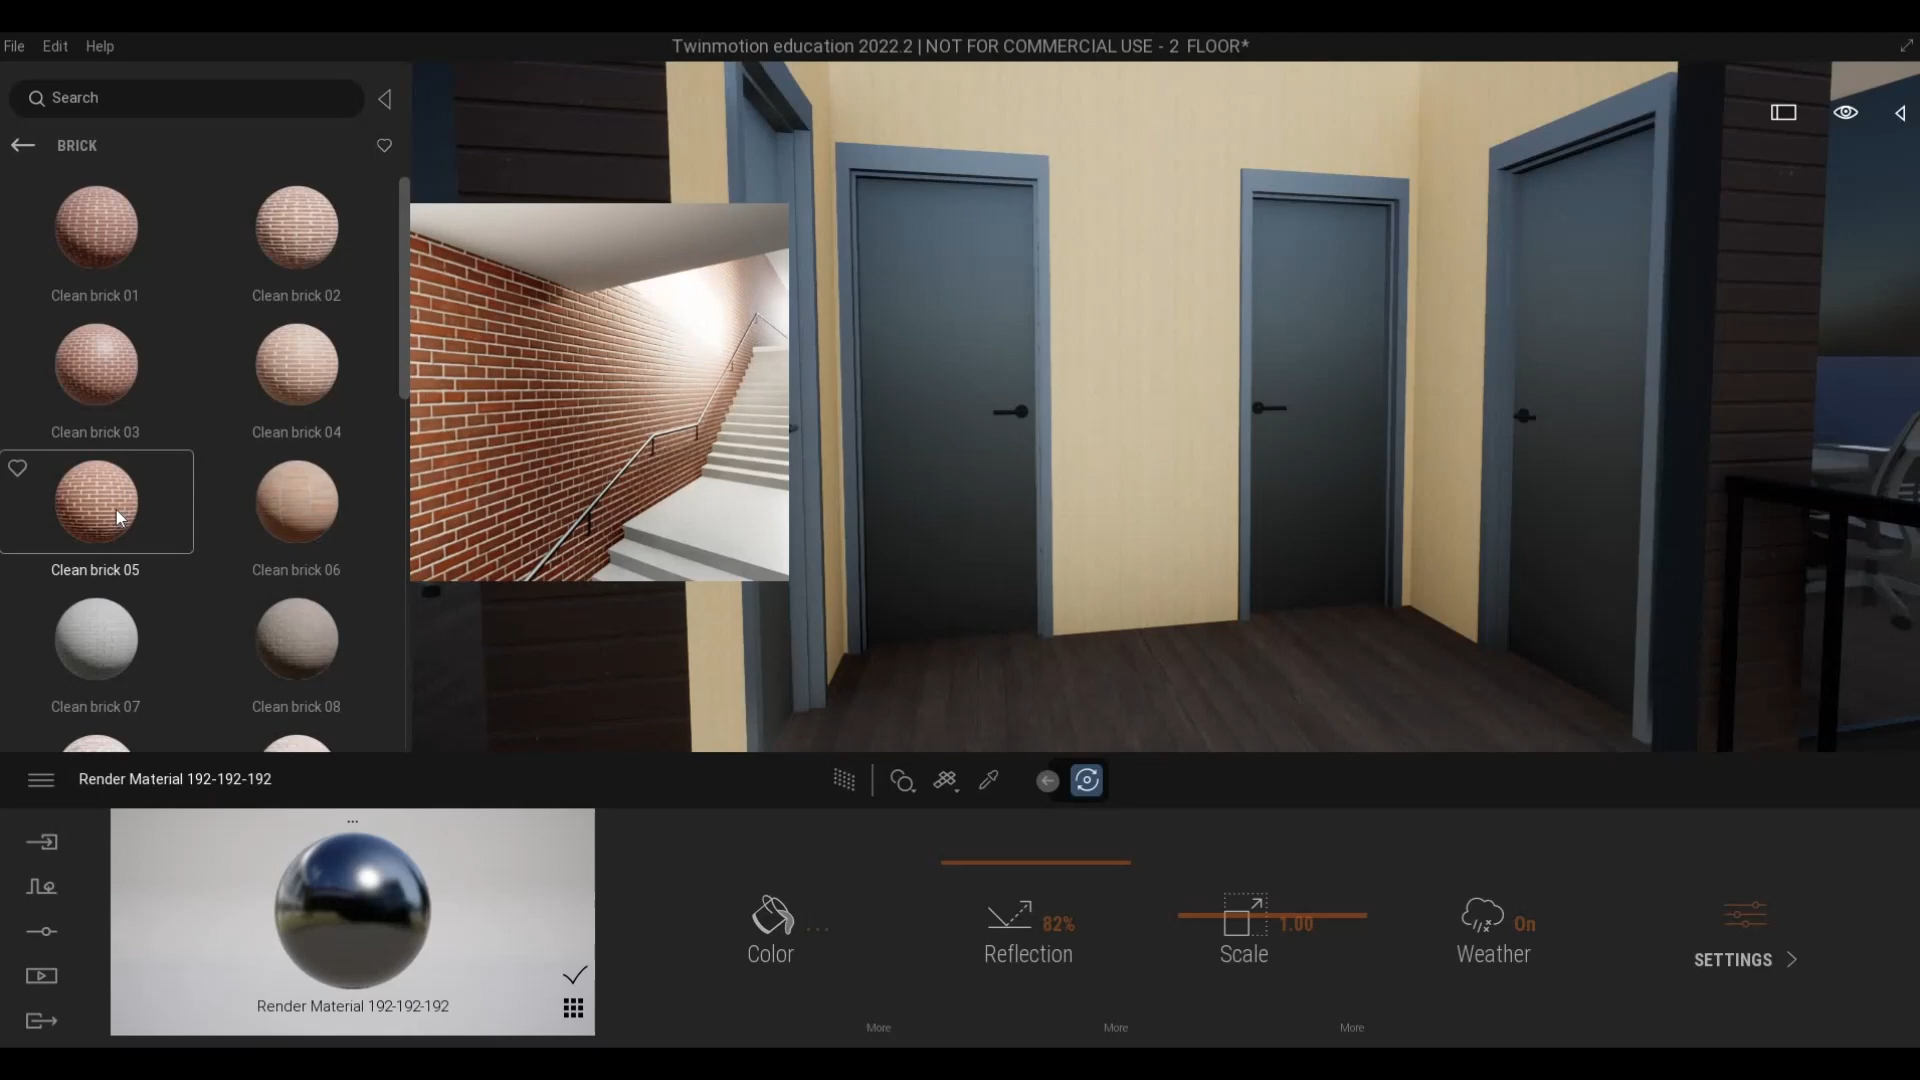 File Edit Help
Twinmotion education 2022.2 | NOT FOR COMMERCIAL USE - 2 FLOOR*
Search
BRICK
Clean brick 01
Clean brick 02
Clean brick 03
Clean brick 04
Clean brick 05
Clean brick 06
Clean brick 07
Clean brick 08
Render Material 192-192-192
...
Render Material 192-192-192
Color ...
Reflection 82%
Scale 1.00
Weather On
SETTINGS
More
More
More